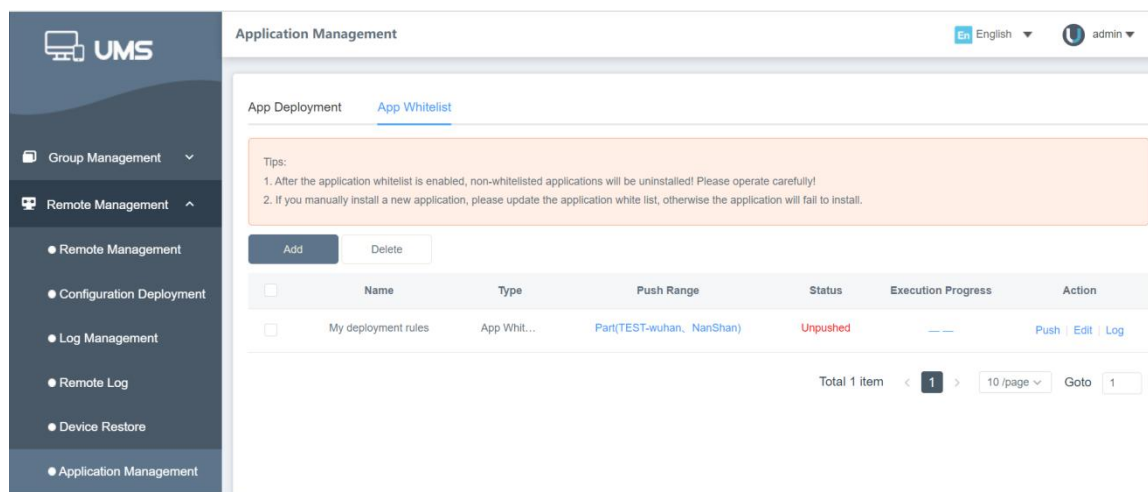 UMS
Application Management
En English
admin
Group Management
Remote Management
Remote Management
Configuration Deployment
Log Management
Remote Log
Device Restore
Application Management
App Deployment App Whitelist
Tips:
1. After the application whitelist is enabled, non-whitelisted applications will be uninstalled! Please operate carefully!
2. If you manually install a new application, please update the application white list, otherwise the application will fail to install.
Add Delete
Name Type Push Range Status Execution Progress Action
My deployment rules App Whit... Part(TEST-wuhan、NanShan) Unpushed — — Push | Edit | Log
Total 1 item < 1 > 10 /page Goto 1